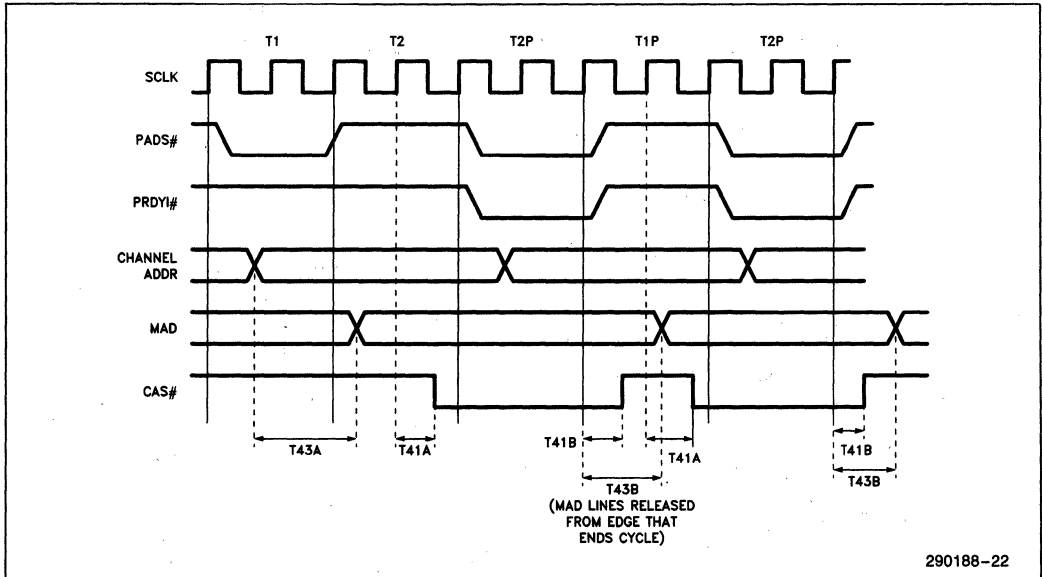 T1 T2 T2P T1P T2P
SCLK
PADS#
PRDYI#
CHANNEL
ADDR
MAD
CAS#
T43A T41A T41B T41A T41B
T43B T43B
(MAD LINES RELEASED
FROM EDGE THAT
ENDS CYCLE)
290188–22